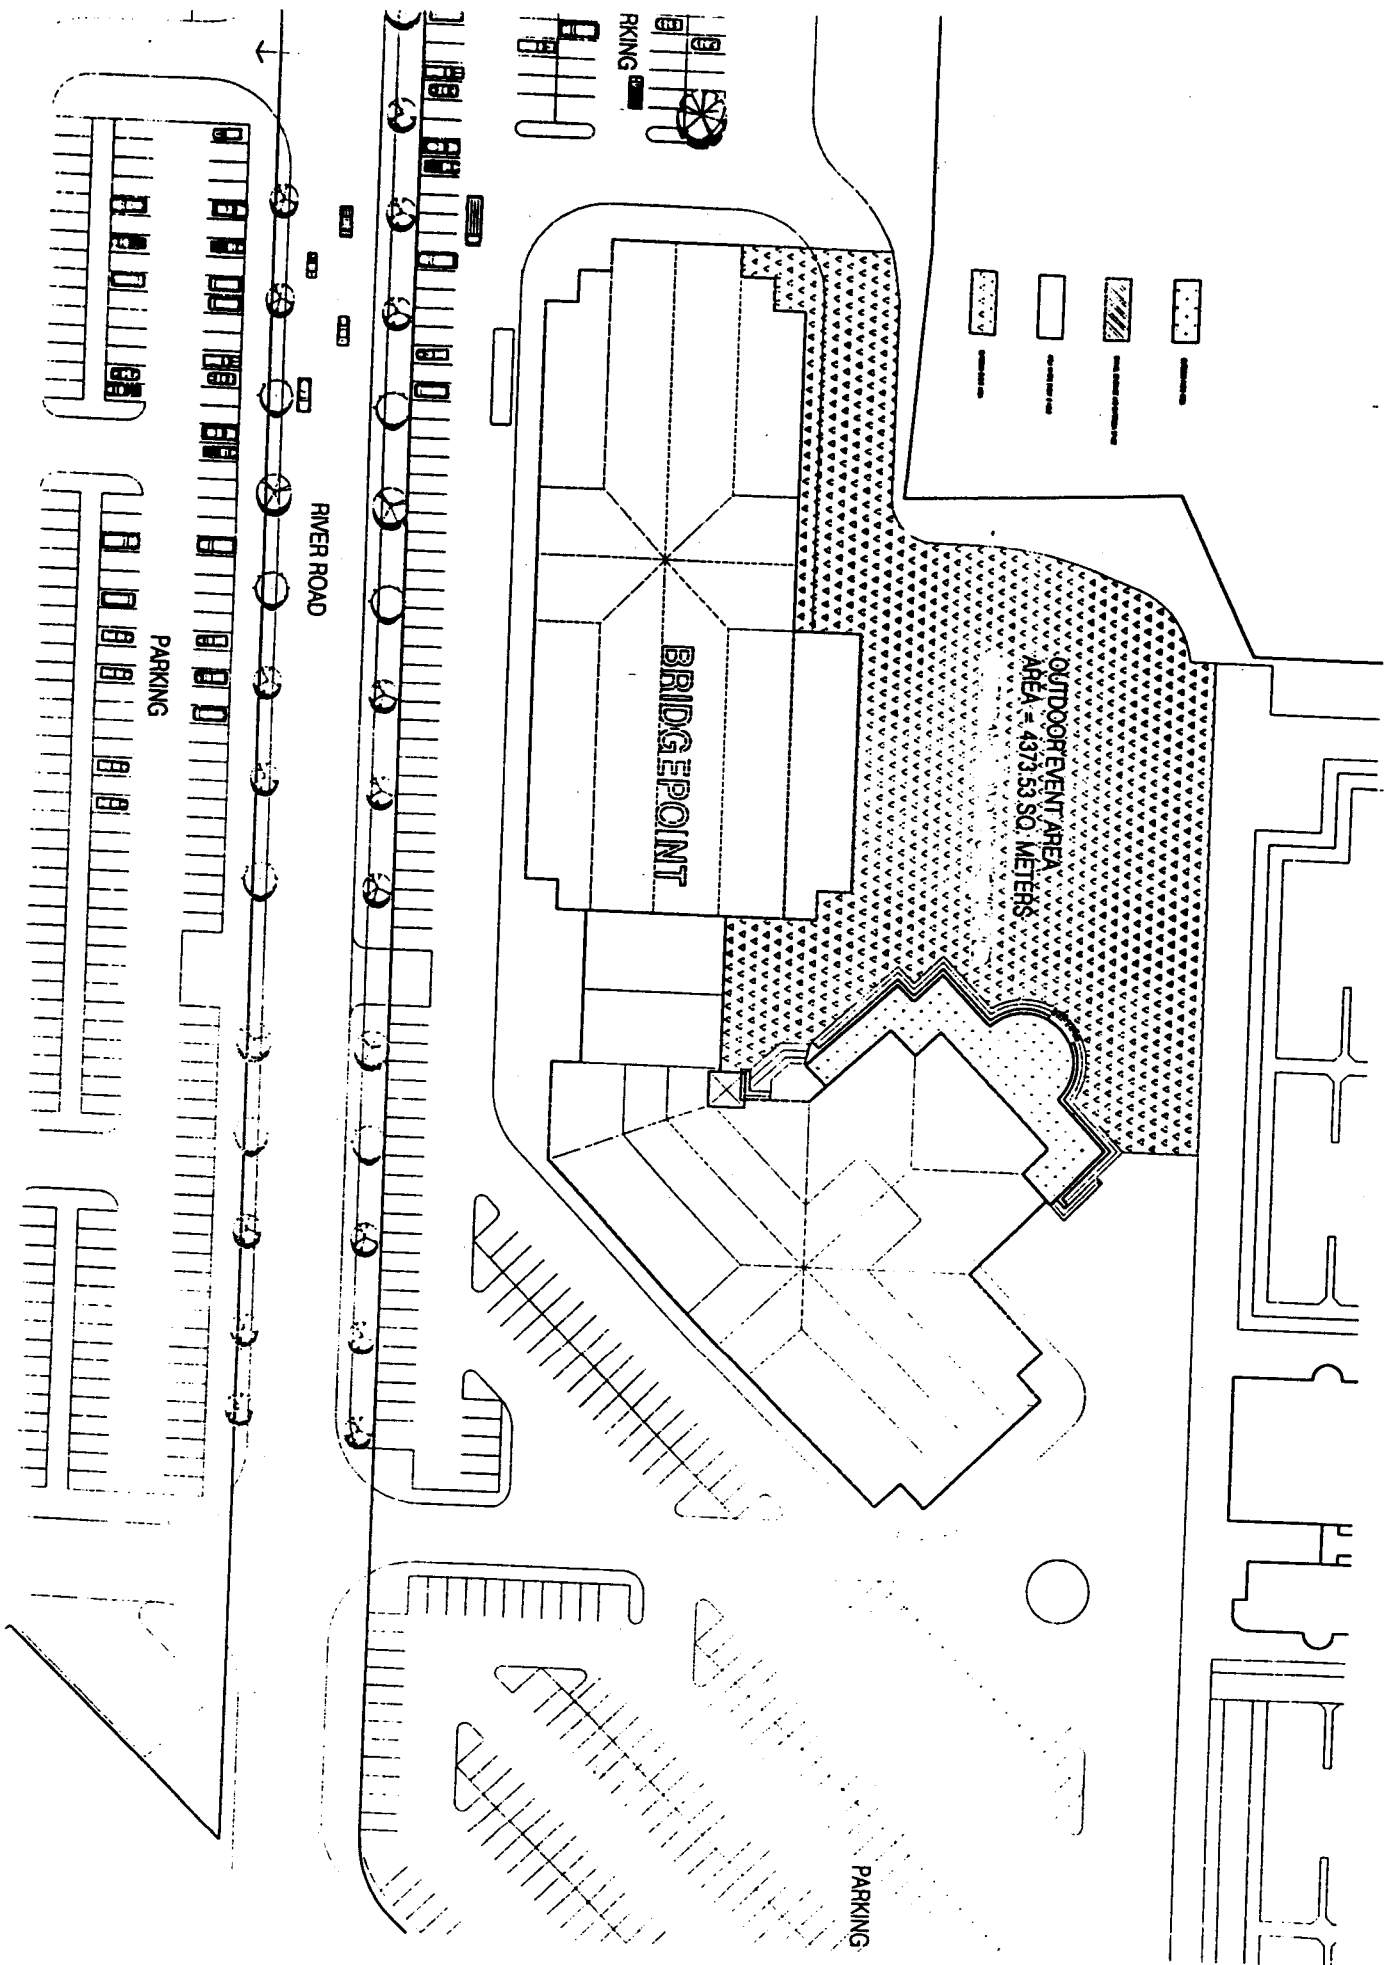 RKING
OUTDOOR EVENT AREA
AREA = 4373.53 SQ. METERS
BRIDGEPOINT
RIVER ROAD
PARKING
PARKING